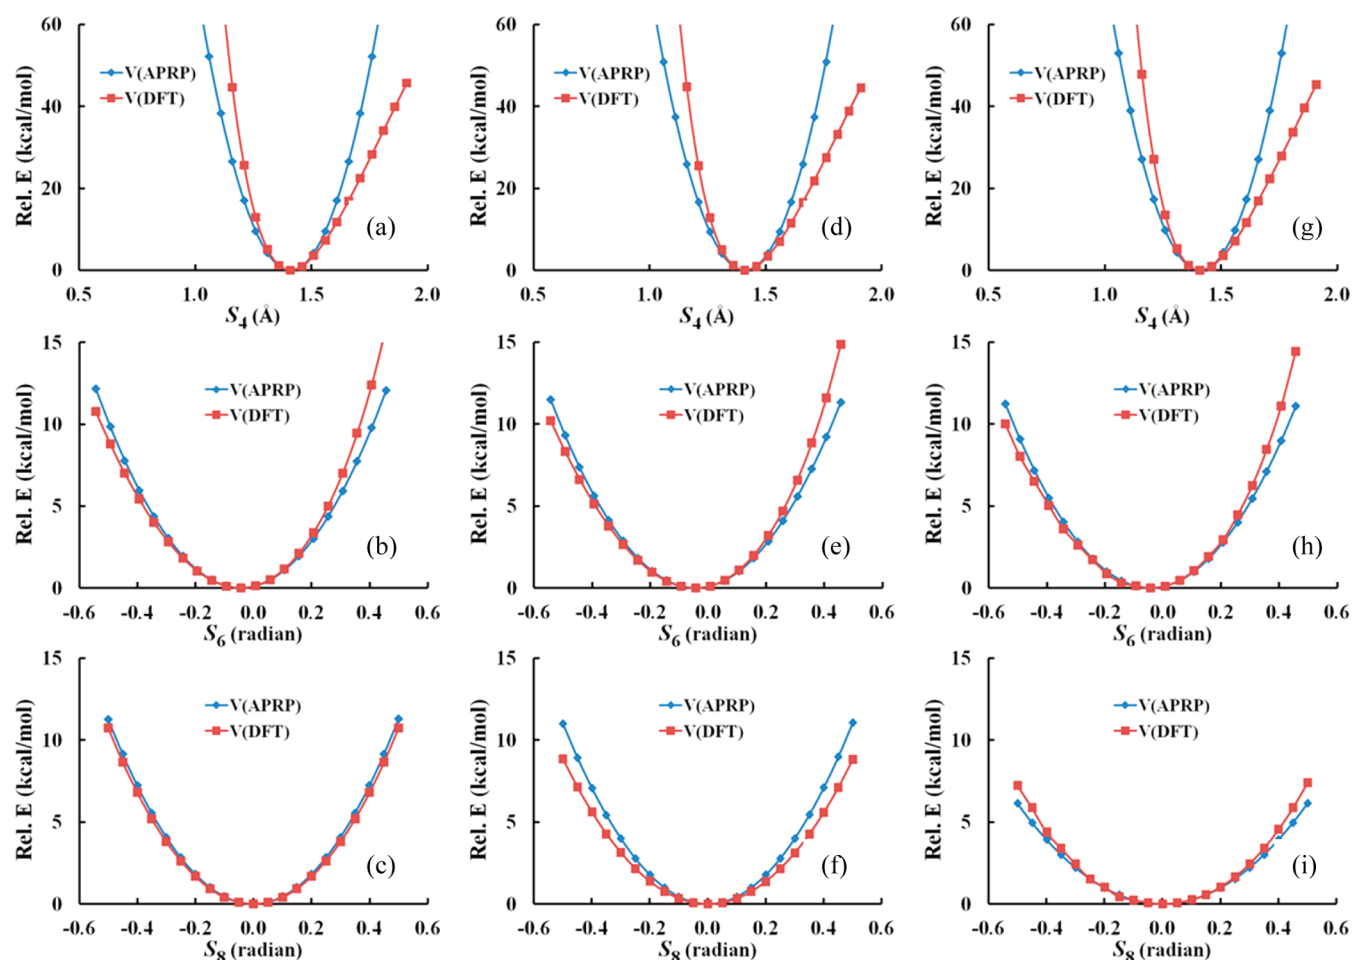 60
40
20
0
Rel. E (kcal/mol)
V(APRP)
V(DFT)
(a)
0.5 1.0 1.5 2.0
S4 (Å)
60
40
20
0
Rel. E (kcal/mol)
V(APRP)
V(DFT)
(d)
0.5 1.0 1.5 2.0
S4 (Å)
60
40
20
0
Rel. E (kcal/mol)
V(APRP)
V(DFT)
(g)
0.5 1.0 1.5 2.0
S4 (Å)
15
10
5
0
Rel. E (kcal/mol)
V(APRP)
V(DFT)
(b)
-0.6 -0.4 -0.2 0.0 0.2 0.4 0.6
S6 (radian)
15
10
5
0
Rel. E (kcal/mol)
V(APRP)
V(DFT)
(e)
-0.6 -0.4 -0.2 0.0 0.2 0.4 0.6
S6 (radian)
15
10
5
0
Rel. E (kcal/mol)
V(APRP)
V(DFT)
(h)
-0.6 -0.4 -0.2 0.0 0.2 0.4 0.6
S6 (radian)
15
10
5
0
Rel. E (kcal/mol)
V(APRP)
V(DFT)
(c)
-0.6 -0.4 -0.2 0.0 0.2 0.4 0.6
S8 (radian)
15
10
5
0
Rel. E (kcal/mol)
V(APRP)
V(DFT)
(f)
-0.6 -0.4 -0.2 0.0 0.2 0.4 0.6
S8 (radian)
15
10
5
0
Rel. E (kcal/mol)
V(APRP)
V(DFT)
(i)
-0.6 -0.4 -0.2 0.0 0.2 0.4 0.6
S8 (radian)